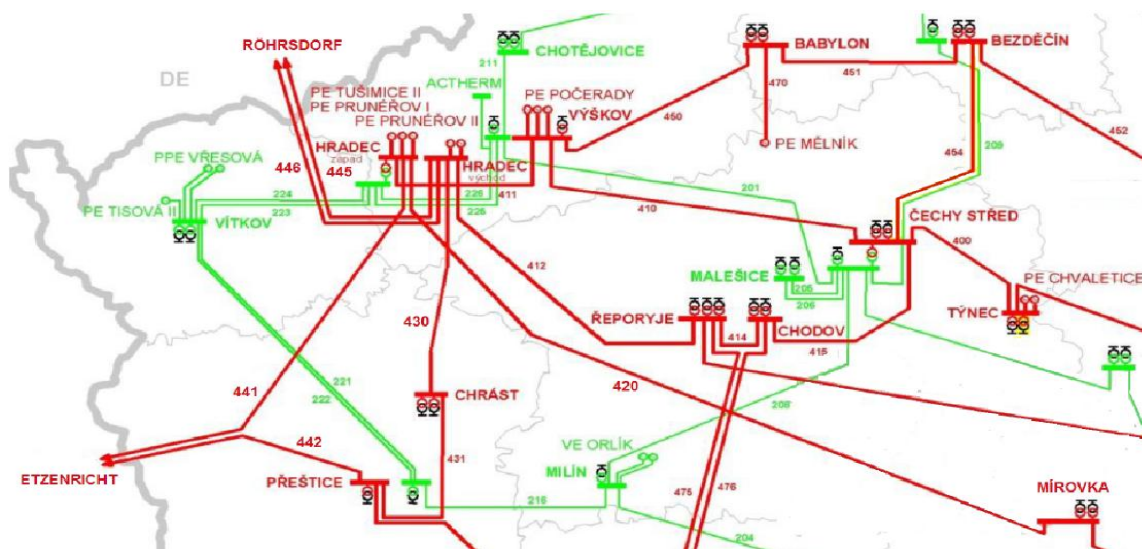 RÖHRSDORF
DE
CHOTĚJOVICE
211
ACTHERM
BABYLON
BEZDĚČÍN
451
470
450
452
PE TUŠIMICE II
PE PRUNÉŘOV I
PE PRUNÉŘOV II
PE POČERADY
VÝŠKOV
PE MĚLNÍK
209
454
HRADEC
západ
HRADEC
východ
446
445
411
PPE VŘESOVÁ
224
223
225
226
201
410
PE TISOVÁ II
VÍTKOV
ČECHY STŘED
400
412
MALEŠICE
205
206
PE CHVALETICE
TÝNEC
430
ŘEPORYJE
414
CHODOV
415
441
221
222
CHRÁST
420
208
442
431
VE ORLÍK
ETZENRICHT
PŘEŠTICE
MILÍN
475
476
MÍROVKA
216
204